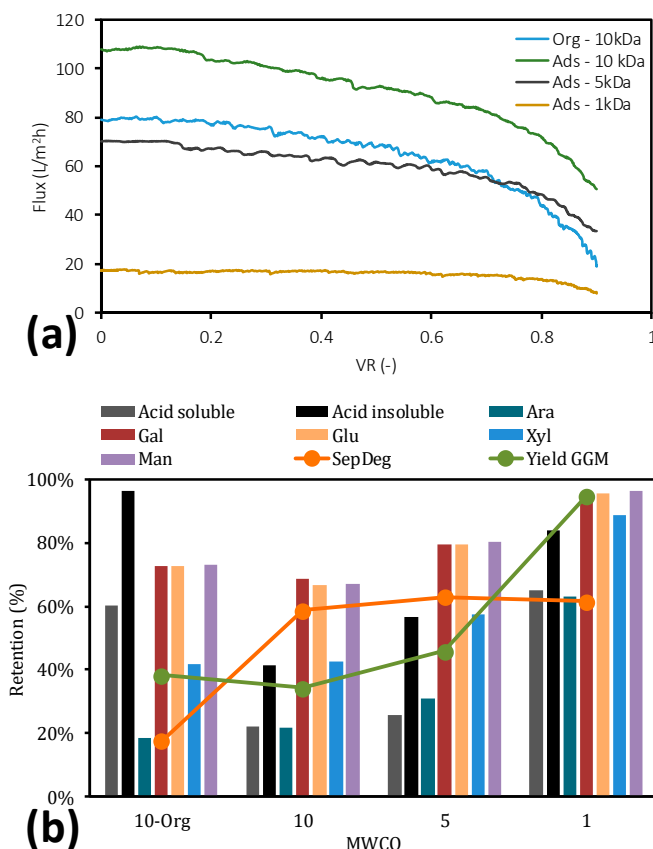 120
100
80
60
40
20
0
Flux (L/m²h)
Org - 10kDa
Ads - 10 kDa
Ads - 5kDa
Ads - 1kDa
0 0.2 0.4 0.6 0.8 1
VR (-)
(a)
Acid soluble Acid insoluble Ara
Gal Glu Xyl
Man SepDeg Yield GGM
100%
80%
60%
40%
20%
0%
Retention (%)
10-Org 10 5 1
MWCO
(b)